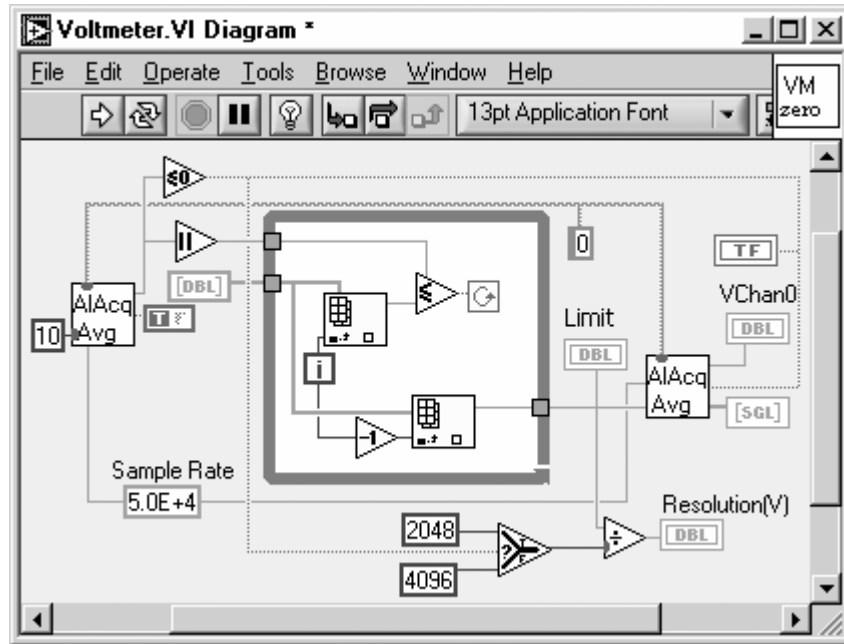 Voltmeter.VI Diagram *
File Edit Operate Tools Browse Window Help
13pt Application Font
VM
zero
≤0
0
TF
[DBL]
AIAcq
Avg
T
10
≤
i
Limit
DBL
VChan0
DBL
AIAcq
Avg
[SGL]
-1
Sample Rate
5.0E+4
2048
?
T
F
4096
÷
Resolution(V)
DBL